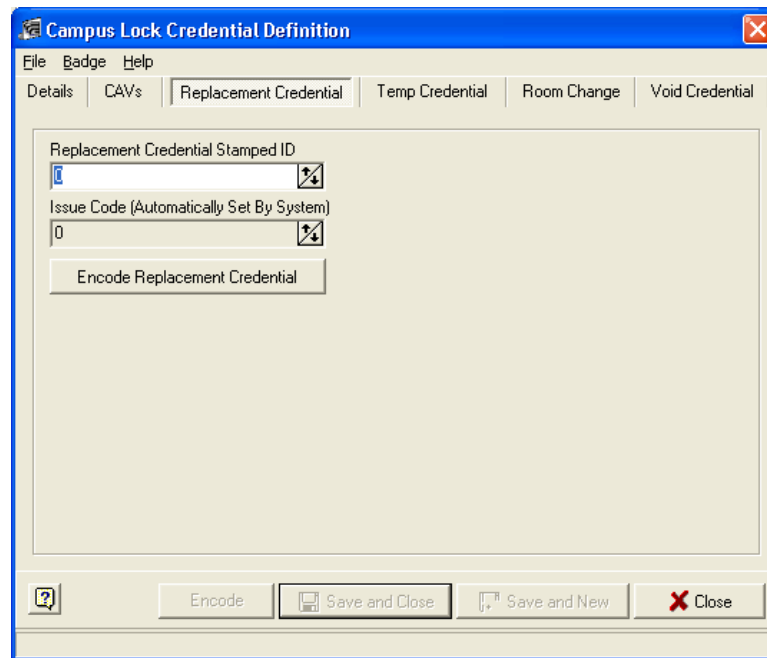 Campus Lock Credential Definition
File Badge Help
Details CAVs Replacement Credential Temp Credential Room Change Void Credential
Replacement Credential Stamped ID
0
Issue Code (Automatically Set By System)
0
Encode Replacement Credential
Encode Save and Close Save and New Close